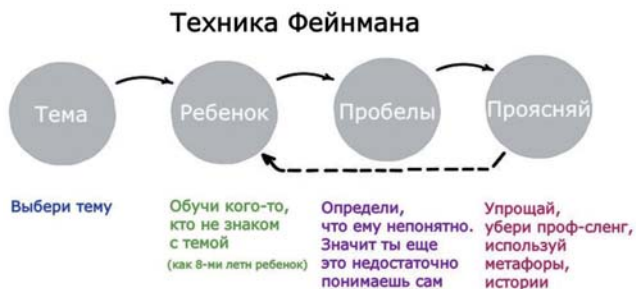 Техника Фейнмана
Тема
Ребенок
Пробелы
Проясняй
Выбери тему
Обучи кого-то,
кто не знаком
с темой
(как 8-ми летн ребенок)
Определи,
что ему непонятно.
Значит ты еще
это недостаточно
понимаешь сам
Упрощай,
убери проф-сленг,
используй
метафоры,
истории